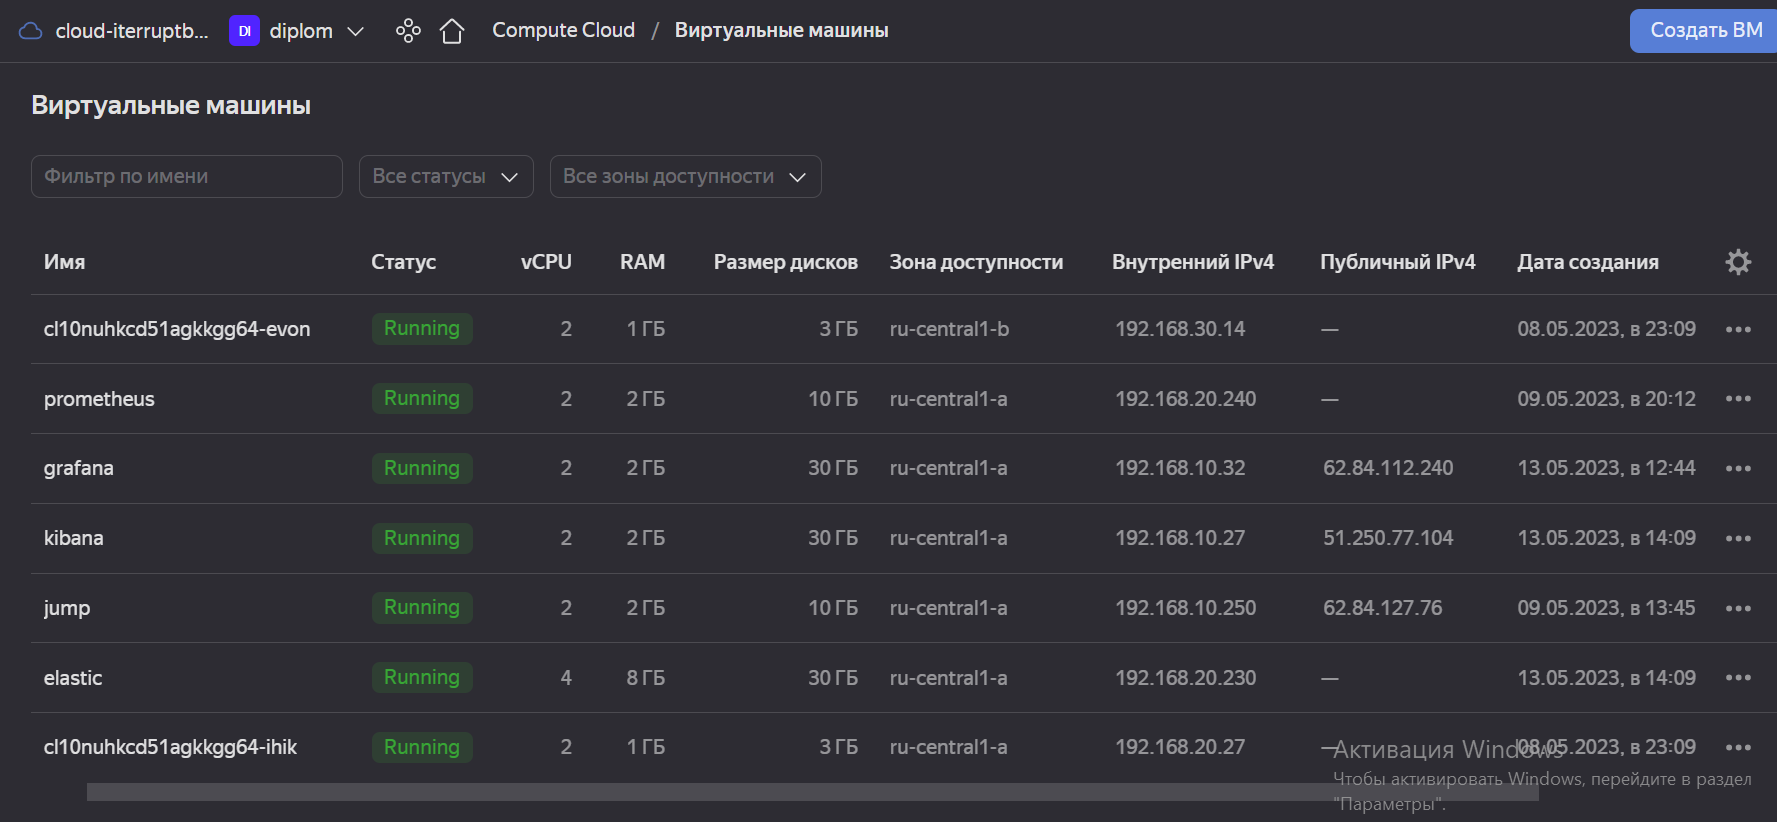 cloud-iterruptb... DI diplom Compute Cloud / Виртуальные машины Создать ВМ
Виртуальные машины
Фильтр по имени Все статусы Все зоны доступности
Имя Статус vCPU RAM Размер дисков Зона доступности Внутренний IPv4 Публичный IPv4 Дата создания
cl10nuhkcd51agkkgg64-evon Running 2 1 ГБ 3 ГБ ru-central1-b 192.168.30.14 — 08.05.2023, в 23:09
prometheus Running 2 2 ГБ 10 ГБ ru-central1-a 192.168.20.240 — 09.05.2023, в 20:12
grafana Running 2 2 ГБ 30 ГБ ru-central1-a 192.168.10.32 62.84.112.240 13.05.2023, в 12:44
kibana Running 2 2 ГБ 30 ГБ ru-central1-a 192.168.10.27 51.250.77.104 13.05.2023, в 14:09
jump Running 2 2 ГБ 10 ГБ ru-central1-a 192.168.10.250 62.84.127.76 09.05.2023, в 13:45
elastic Running 4 8 ГБ 30 ГБ ru-central1-a 192.168.20.230 — 13.05.2023, в 14:09
cl10nuhkcd51agkkgg64-ihik Running 2 1 ГБ 3 ГБ ru-central1-a 192.168.20.27 — 08.05.2023, в 23:09
Активация Windows
Чтобы активировать Windows, перейдите в раздел
"Параметры".